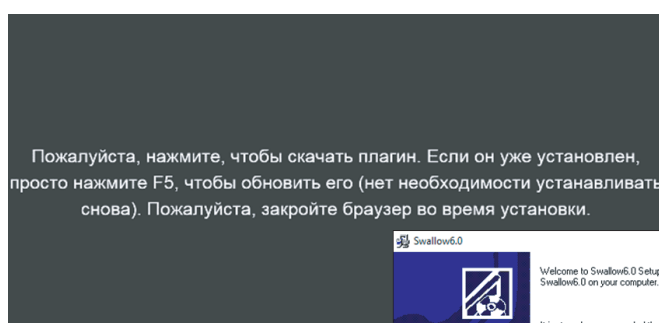 Пожалуйста, нажмите, чтобы скачать плагин. Если он уже установлен,
просто нажмите F5, чтобы обновить его (нет необходимости устанавливать
снова). Пожалуйста, закройте браузер во время установки.
Swallow6.0
Welcome to Swallow6.0 Setup
Swallow6.0 on your computer.